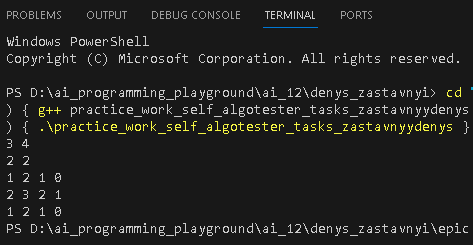 PROBLEMS OUTPUT DEBUG CONSOLE TERMINAL PORTS
Windows PowerShell
Copyright (C) Microsoft Corporation. All rights reserved.
PS D:\ai_programming_playground\ai_12\denys_zastavnyi> cd "
) { g++ practice_work_self_algotester_tasks_zastavnyydenys
) { .\practice_work_self_algotester_tasks_zastavnyydenys }
3 4
2 2
1 2 1 0
2 3 2 1
1 2 1 0
PS D:\ai_programming_playground\ai_12\denys_zastavnyi\epic